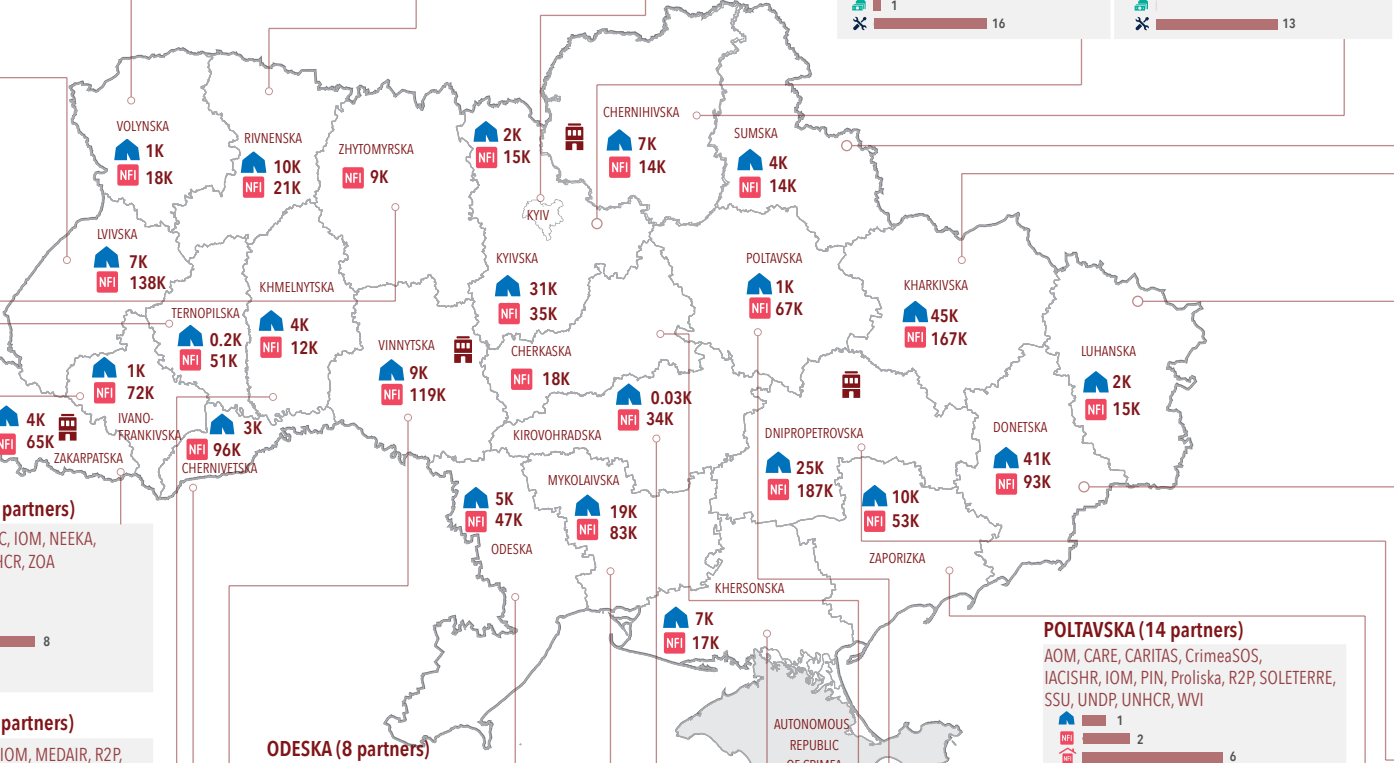 1
16
13
CHERNIHIVSKA
7K
NFI 14K
SUMSKA
4K
NFI 14K
VOLYNSKA
1K
NFI 18K
RIVNENSKA
10K
NFI 21K
ZHYTOMYRSKA
NFI 9K
2K
NFI 15K
KYIV
LVIVSKA
7K
NFI 138K
KHMELNYTSKA
4K
NFI 12K
KYIVSKA
31K
NFI 35K
POLTAVSKA
1K
NFI 67K
KHARKIVSKA
45K
NFI 167K
TERNOPILSKA
0.2K
NFI 51K
VINNYTSKA
9K
NFI 119K
CHERKASKA
NFI 18K
LUHANSKA
2K
NFI 15K
1K
NFI 72K
IVANO-
FRANKIVSKA
4K
NFI 65K
ZAKARPATSKA
3K
NFI 96K
CHERNIVETSKA
0.03K
NFI 34K
KIROVOHRADSKA
DNIPROPETROVSKA
25K
NFI 187K
DONETSKA
41K
NFI 93K
10K
NFI 53K
ZAPORIZKA
MYKOLAIVSKA
19K
NFI 83K
5K
NFI 47K
ODESKA
KHERSONSKA
7K
NFI 17K
AUTONOMOUS
REPUBLIC
OF CRIMEA
partners)
C, IOM, NEEKA,
HCR, ZOA
8
partners)
IOM, MEDAIR, R2P,
ODESKA (8 partners)
POLTAVSKA (14 partners)
AOM, CARE, CARITAS, CrimeaSOS,
IACISHR, IOM, PIN, Proliska, R2P, SOLETERRE,
SSU, UNDP, UNHCR, WVI
1
NFI 2
NFI 6